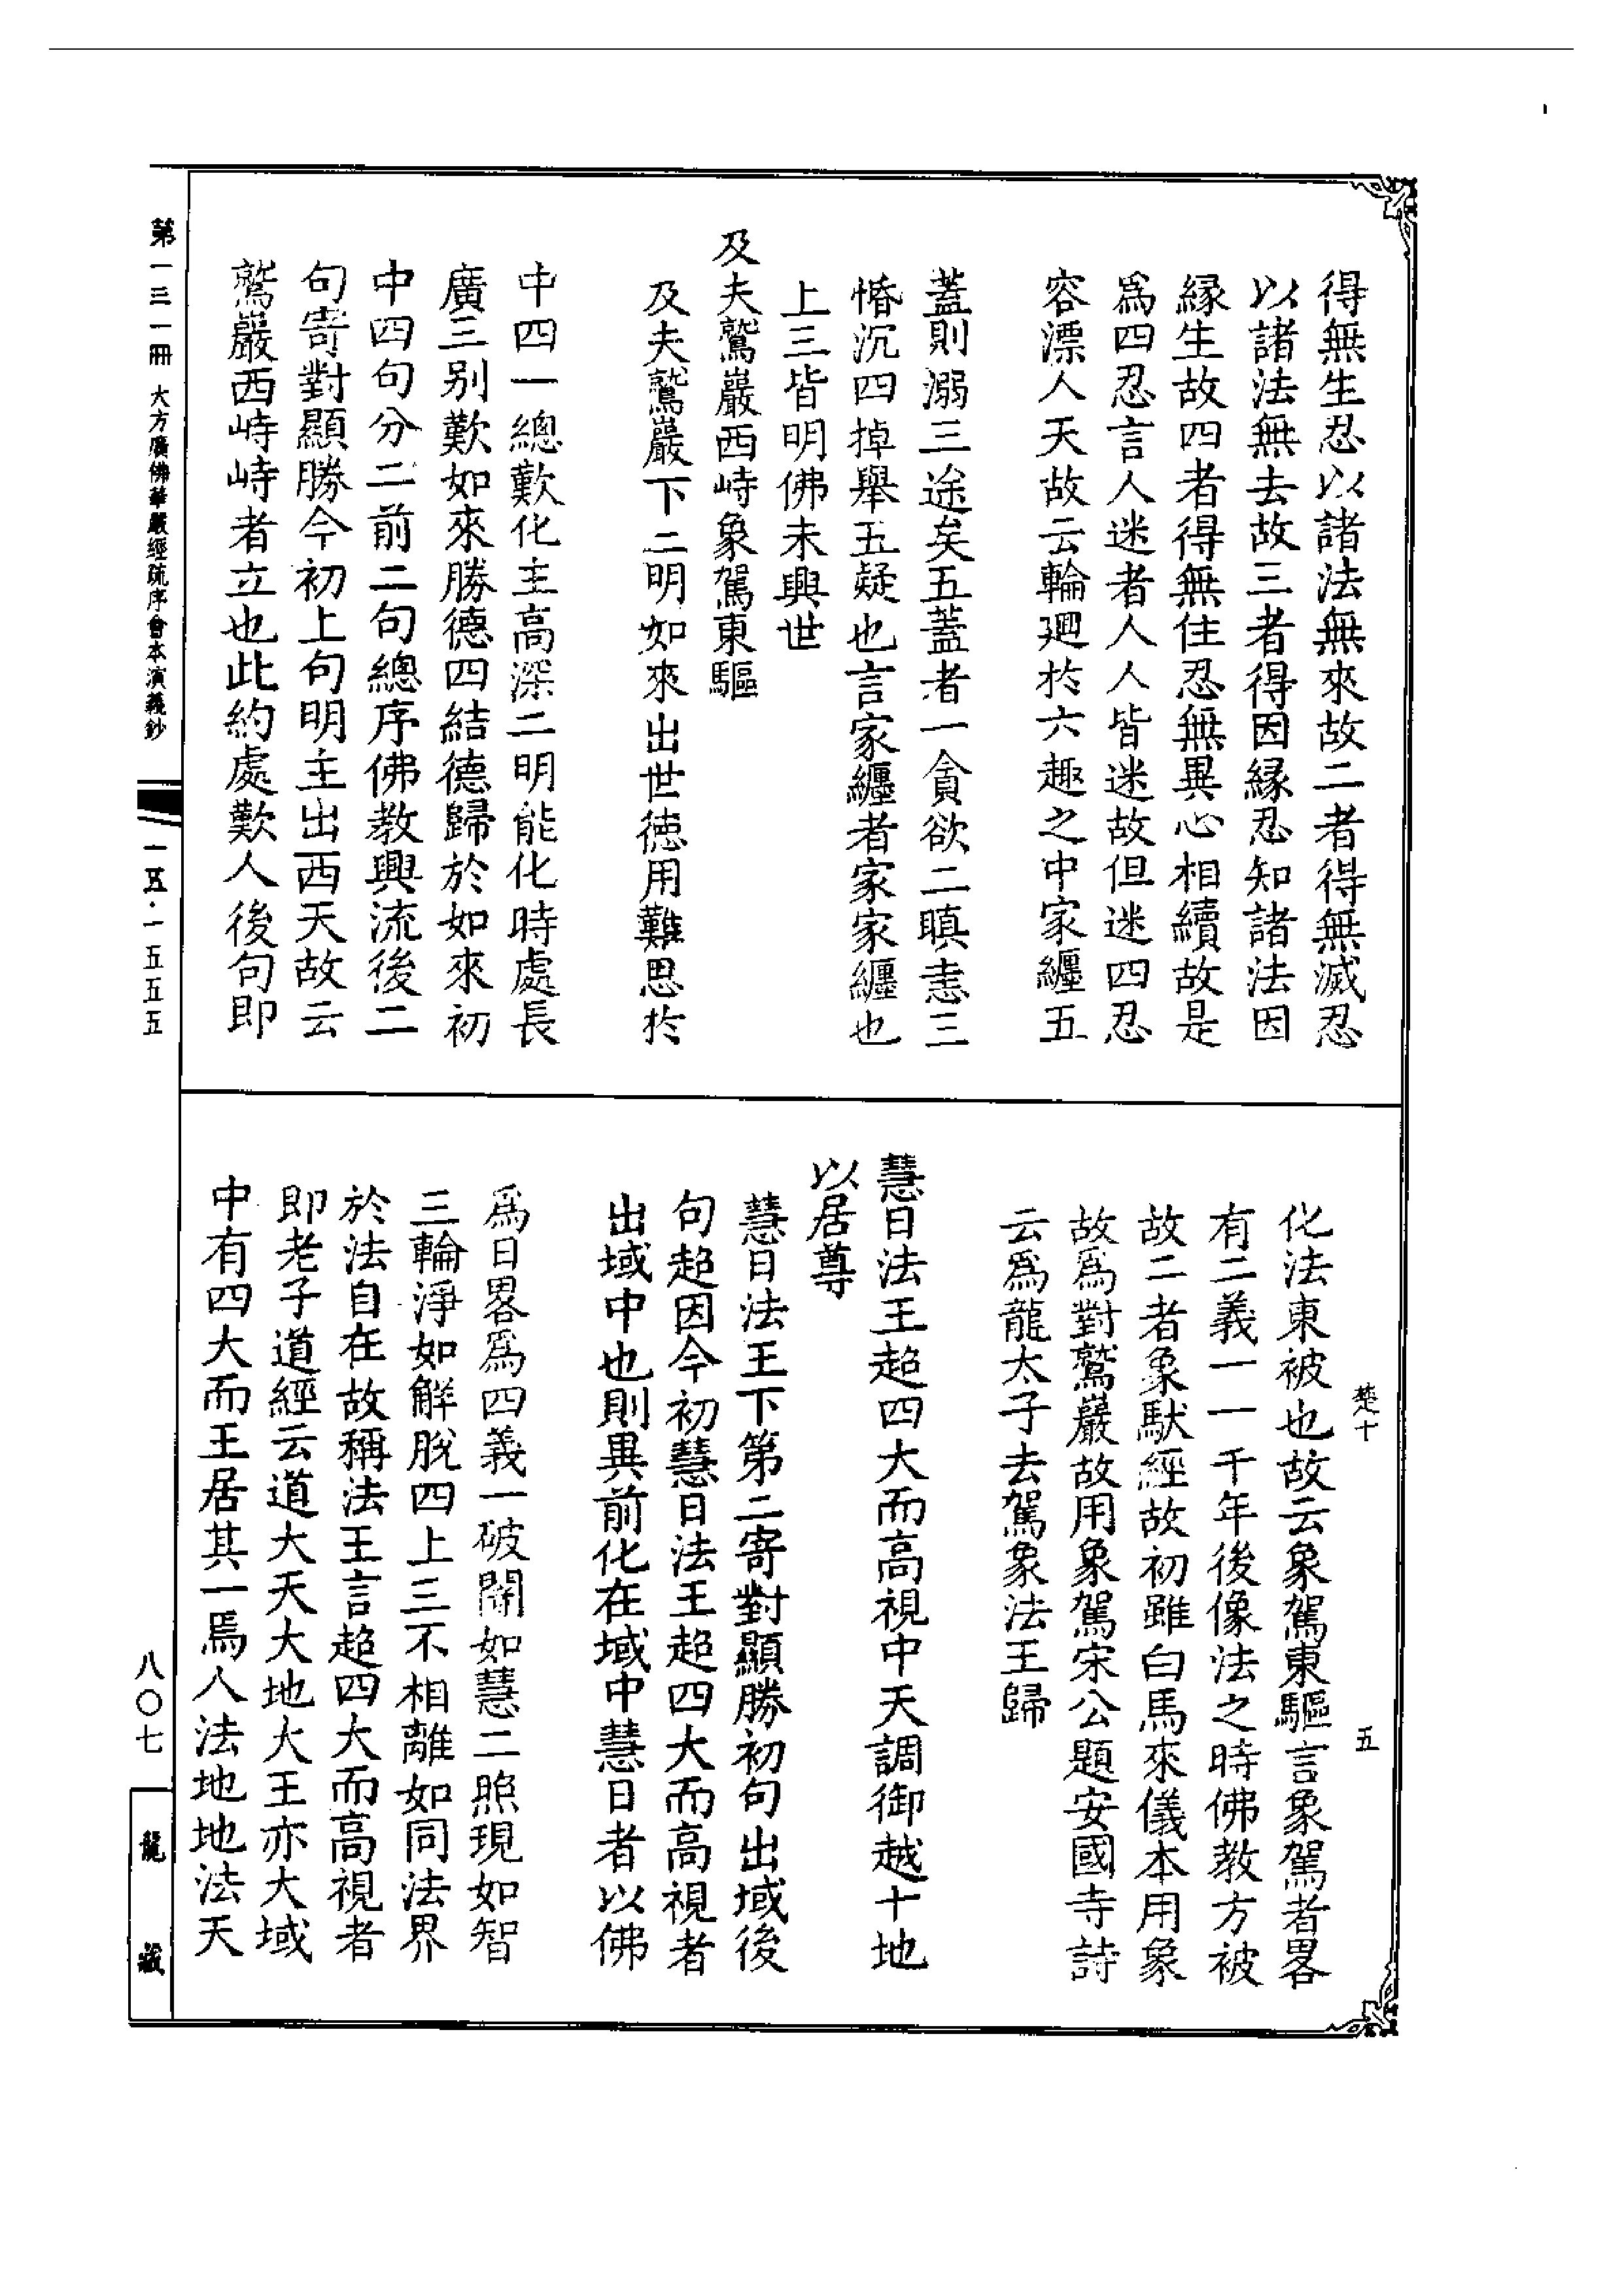 得無生忍以諸法無來故二者得無滅忍
以諸法無去故三者得因緣忍知諸法因
緣生故四者得無住忍無異心相續故是
爲四忍言人迷者人人皆迷故但迷四忍
容漂人天故云輪廻於六趣之中家纏五
蓋則溺三途矣五蓋者一貪欲二瞋恚三
惛沉四掉舉五疑也言家纏者家家纏也
上三皆明佛未興世
及夫鷲巖西峙象駕東驅
及夫鷲巖下二明如來出世德用難思於
中四一總歎化主高深二明能化時處長
廣三别歎如來勝德四結德歸於如來初
中四句分二前二句總序佛教興流後二
句寄對顯勝今初上句明主出西天故云
鷲巖西峙峙者立也此約處歎人後句即
化法東被也故云象駕東驅言象駕者畧
有二義一一千年後像法之時佛教方被
故二者象馱經故初雖白馬來儀本用象
故爲對鷲巖故用象駕宋公題安國寺詩
云爲龍太子去駕象法王歸
慧日法王超四大而高視中天調御越十地
以居尊
慧日法王下第二寄對顯勝初句出域後
句超因今初慧日法王超四大而高視者
出域中也則異前化在域中慧日者以佛
爲日畧爲四義一破闇如慧二照現如智
三輪淨如解脫四上三不相離如同法界
於法自在故稱法王言超四大而高視者
即老子道經云道大天大地大王亦大域
中有四大而王居其一焉人法地地法天
楚十
五
第一三一冊 大方廣佛華嚴經疏序會本演義鈔
一五五五
八〇七
龍藏